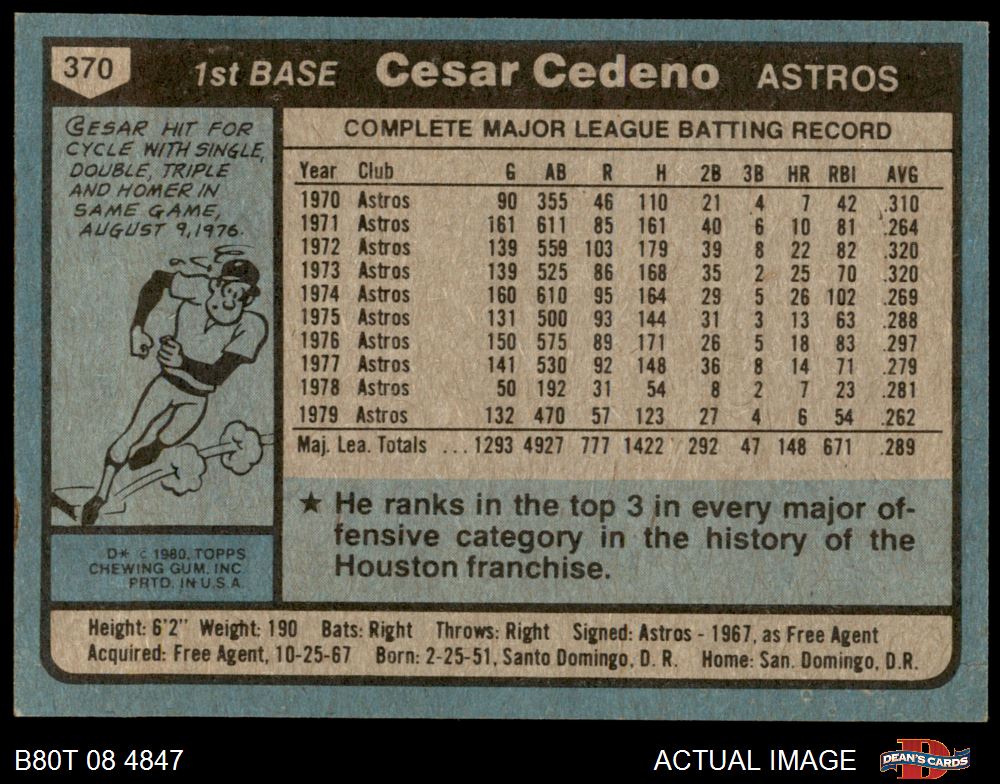 370 1st BASE Cesar Cedeno ASTROS
CESAR HIT FOR
CYCLE WITH SINGLE,
DOUBLE, TRIPLE
AND HOMER IN
SAME GAME,
AUGUST 9, 1976.
D* © 1980, TOPPS
CHEWING GUM, INC
PRTD. IN U.S.A.
COMPLETE MAJOR LEAGUE BATTING RECORD
Year Club G AB R H 2B 3B HR RBI AVG
1970 Astros 90 355 46 110 21 4 7 42 .310
1971 Astros 161 611 85 161 40 6 10 81 .264
1972 Astros 139 559 103 179 39 8 22 82 .320
1973 Astros 139 525 86 168 35 2 25 70 .320
1974 Astros 160 610 95 164 29 5 26 102 .269
1975 Astros 131 500 93 144 31 3 13 63 .288
1976 Astros 150 575 89 171 26 5 18 83 .297
1977 Astros 141 530 92 148 36 8 14 71 .279
1978 Astros 50 192 31 54 8 2 7 23 .281
1979 Astros 132 470 57 123 27 4 6 54 .262
Maj. Lea. Totals ... 1293 4927 777 1422 292 47 148 671 .289
★ He ranks in the top 3 in every major of-
fensive category in the history of the
Houston franchise.
Height: 6'2" Weight: 190 Bats: Right Throws: Right Signed: Astros - 1967, as Free Agent
Acquired: Free Agent, 10-25-67 Born: 2-25-51, Santo Domingo, D. R. Home: San. Domingo, D.R.
B80T 08 4847 ACTUAL IMAGE DEAN'S CARDS